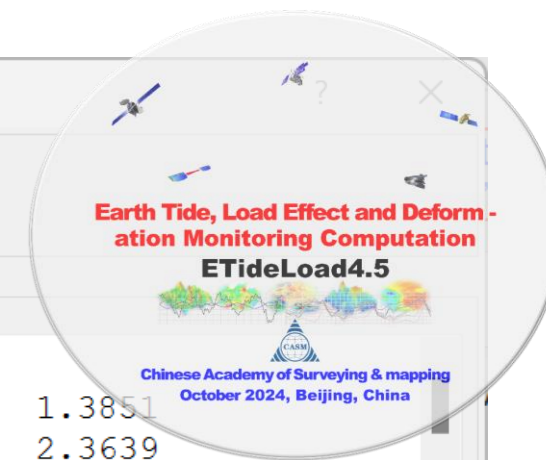 ?
Earth Tide, Load Effect and Deform -
ation Monitoring Computation
ETideLoad4.5
CASM
Chinese Academy of Surveying & mapping
October 2024, Beijing, China
1.3851
2.3639